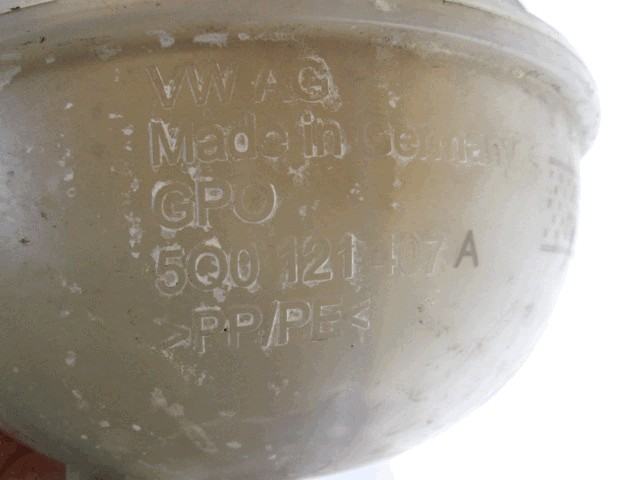 VW AG
Made in Germany
GPO
5Q0 121 407 A
>PP/PE<